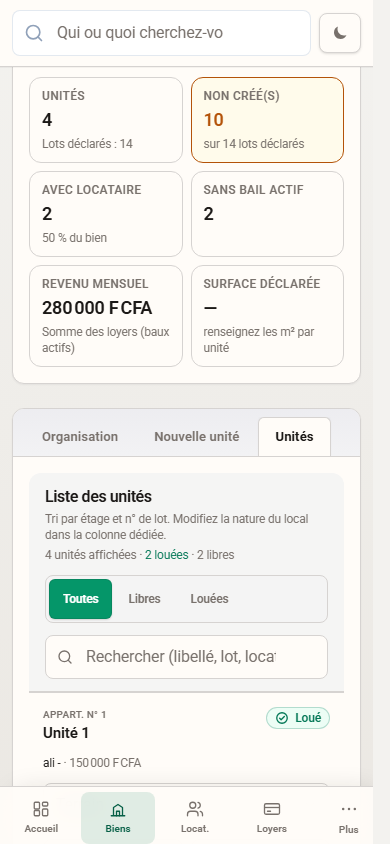 Qui ou quoi cherchez-vo
UNITÉS
4
Lots déclarés : 14
NON CRÉÉ(S)
10
sur 14 lots déclarés
AVEC LOCATAIRE
2
50 % du bien
SANS BAIL ACTIF
2
REVENU MENSUEL
280 000 FCFA
Somme des loyers (baux
actifs)
SURFACE DÉCLARÉE
—
renseignez les m² par
unité
Organisation
Nouvelle unité
Unités
Liste des unités
Tri par étage et n° de lot. Modifiez la nature du local
dans la colonne dédiée.
4 unités affichées · 2 louées · 2 libres
Toutes
Libres
Louées
Rechercher (libellé, lot, locat
APPART. N° 1
Loué
Unité 1
ali - · 150 000 FCFA
Accueil
Biens
Locat.
Loyers
Plus